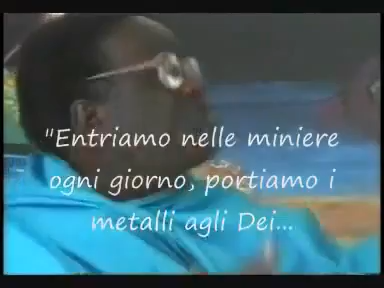 "Entriamo nelle miniere
ogni giorno, portiamo i
metalli agli Dei...